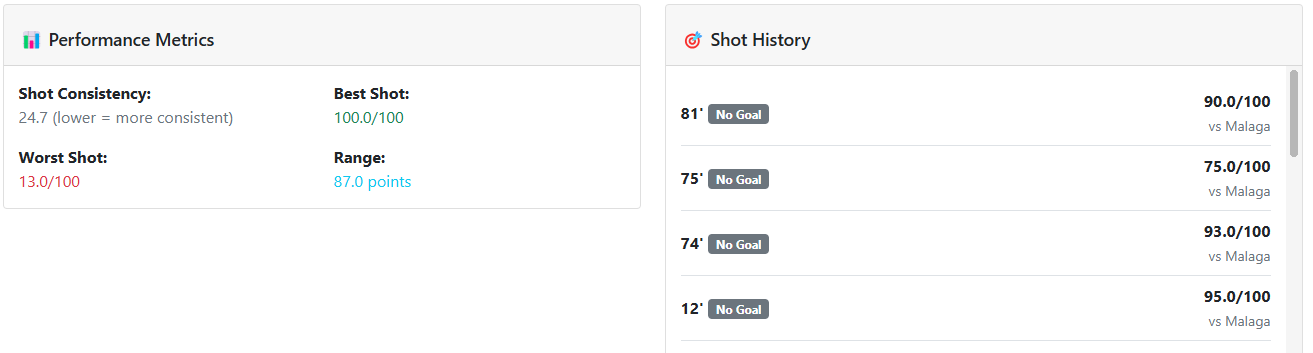 Performance Metrics
Shot Consistency:
24.7 (lower = more consistent)
Best Shot:
100.0/100
Worst Shot:
13.0/100
Range:
87.0 points
Shot History
81' No Goal
90.0/100
vs Malaga
75' No Goal
75.0/100
vs Malaga
74' No Goal
93.0/100
vs Malaga
12' No Goal
95.0/100
vs Malaga